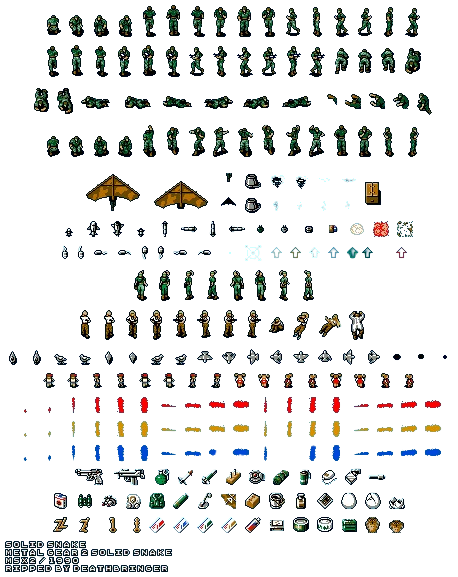 SOLID SNAKE
METAL GEAR 2 SOLID SNAKE
MSX2 / 1990
RIPPED BY DEATHBRINGER